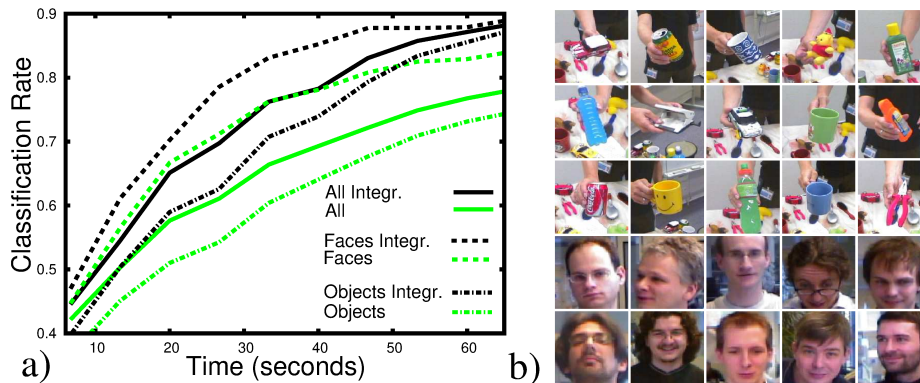 0.9
0.8
0.7
0.6
0.5
0.4
Classification Rate
All Integr.
All
Faces Integr.
Faces
Objects Integr.
Objects
10 20 30 40 50 60
Time (seconds)
a)
b)